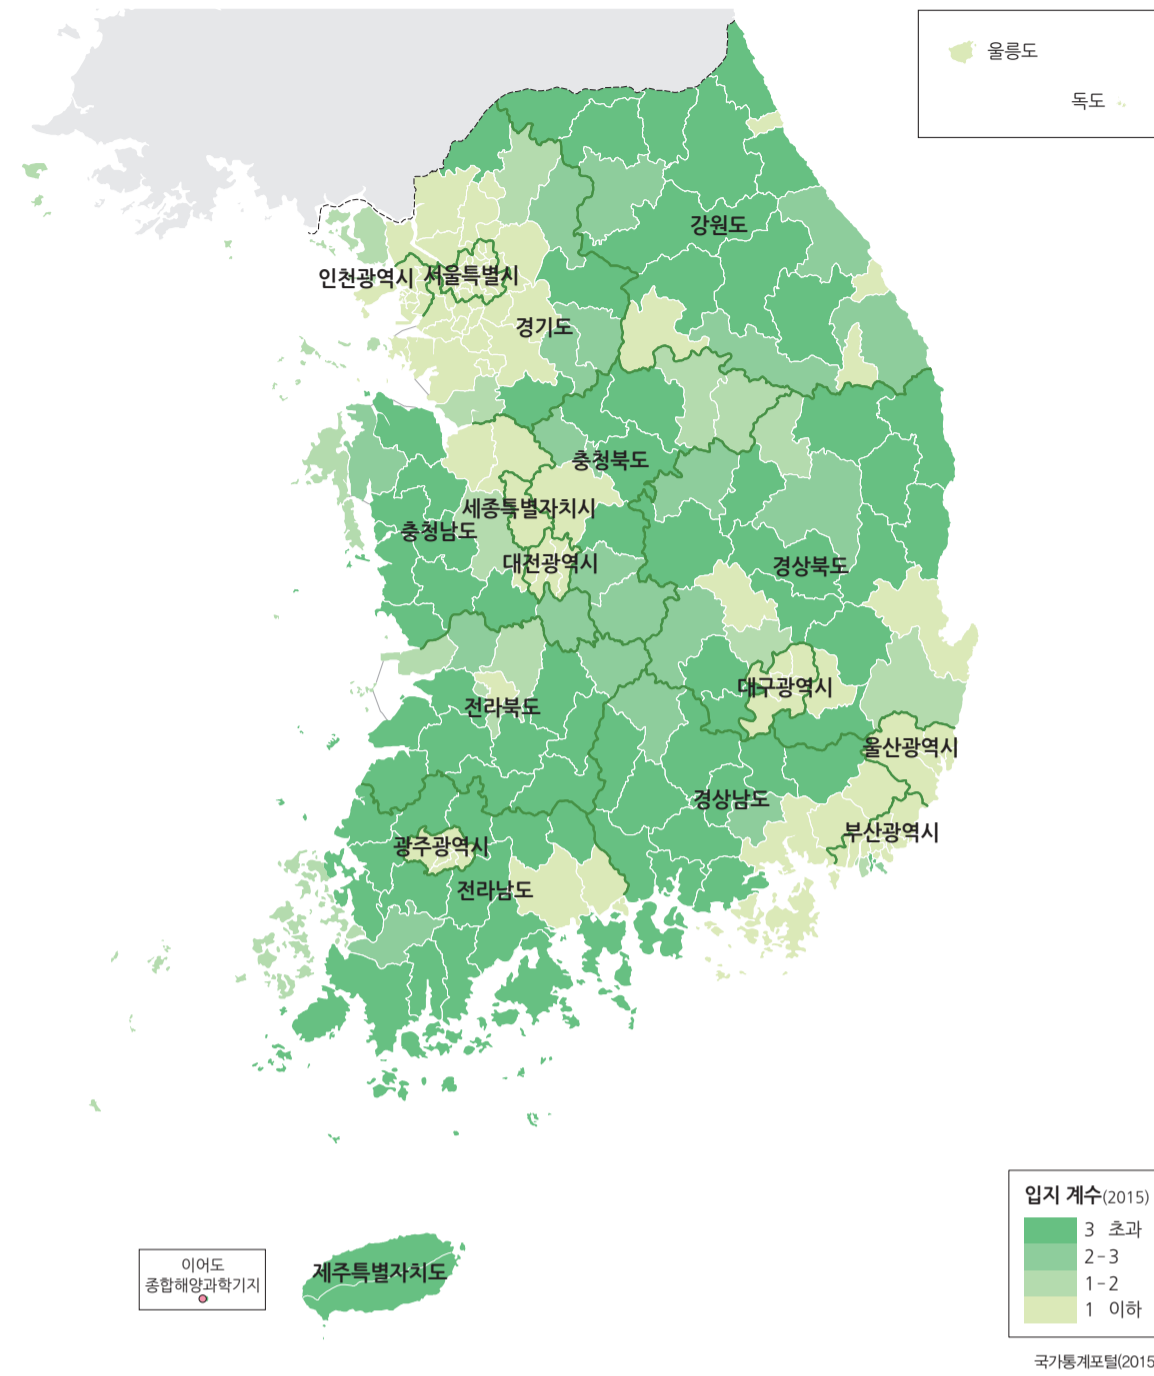 울릉도
독도
강원도
인천광역시
서울특별시
경기도
충청북도
세종특별자치시
충청남도
대전광역시
경상북도
대구광역시
전라북도
울산광역시
경상남도
부산광역시
광주광역시
전라남도
제주특별자치도
이어도
종합해양과학기지
입지 계수(2015)
3 초과
2-3
1-2
1 이하
국가통계포털(2015